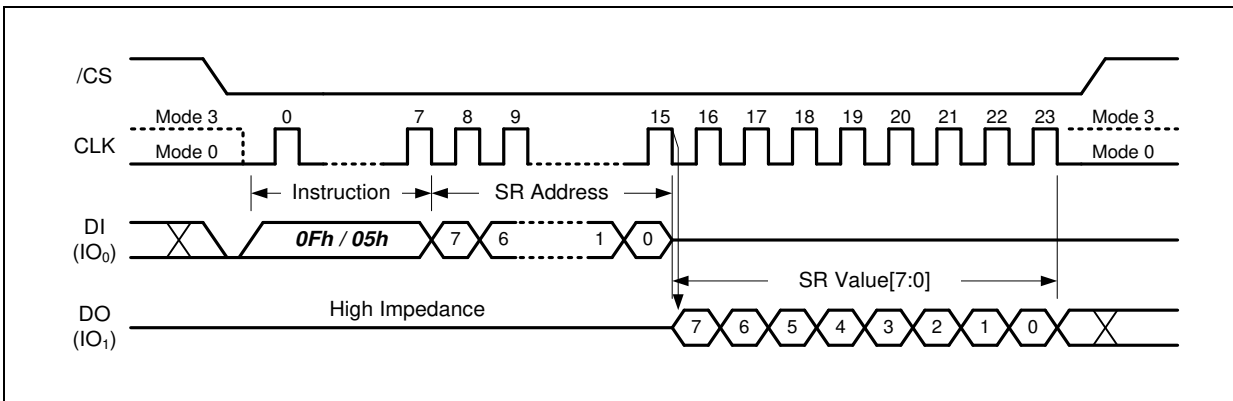 /CS
Mode 3 0 7 8 9 15 16 17 18 19 20 21 22 23 Mode 3
CLK
Mode 0 Mode 0
Instruction SR Address
DI
(IO₀)
0Fh / 05h 7 6 1 0
SR Value[7:0]
High Impedance
DO
(IO₁)
7 6 5 4 3 2 1 0